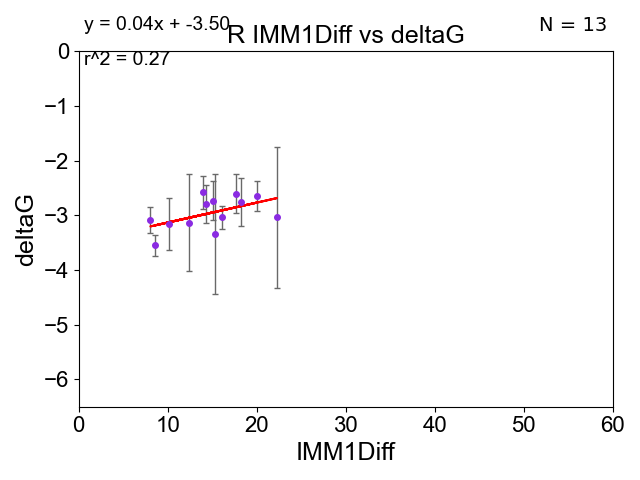 y = 0.04x + -3.50
R IMM1Diff vs deltaG
N = 13
r^2 = 0.27
0
−1
−2
−3
−4
−5
−6
deltaG
0 10 20 30 40 50 60
IMM1Diff